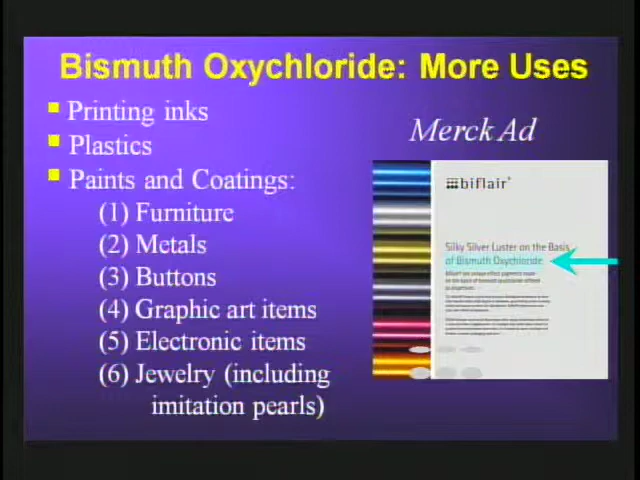 Bismuth Oxychloride: More Uses
Printing inks
Plastics
Paints and Coatings:
(1) Furniture
(2) Metals
(3) Buttons
(4) Graphic art items
(5) Electronic items
(6) Jewelry (including
imitation pearls)
Merck Ad
biflair
Silky Silver Luster on the Basis
of Bismuth Oxychloride